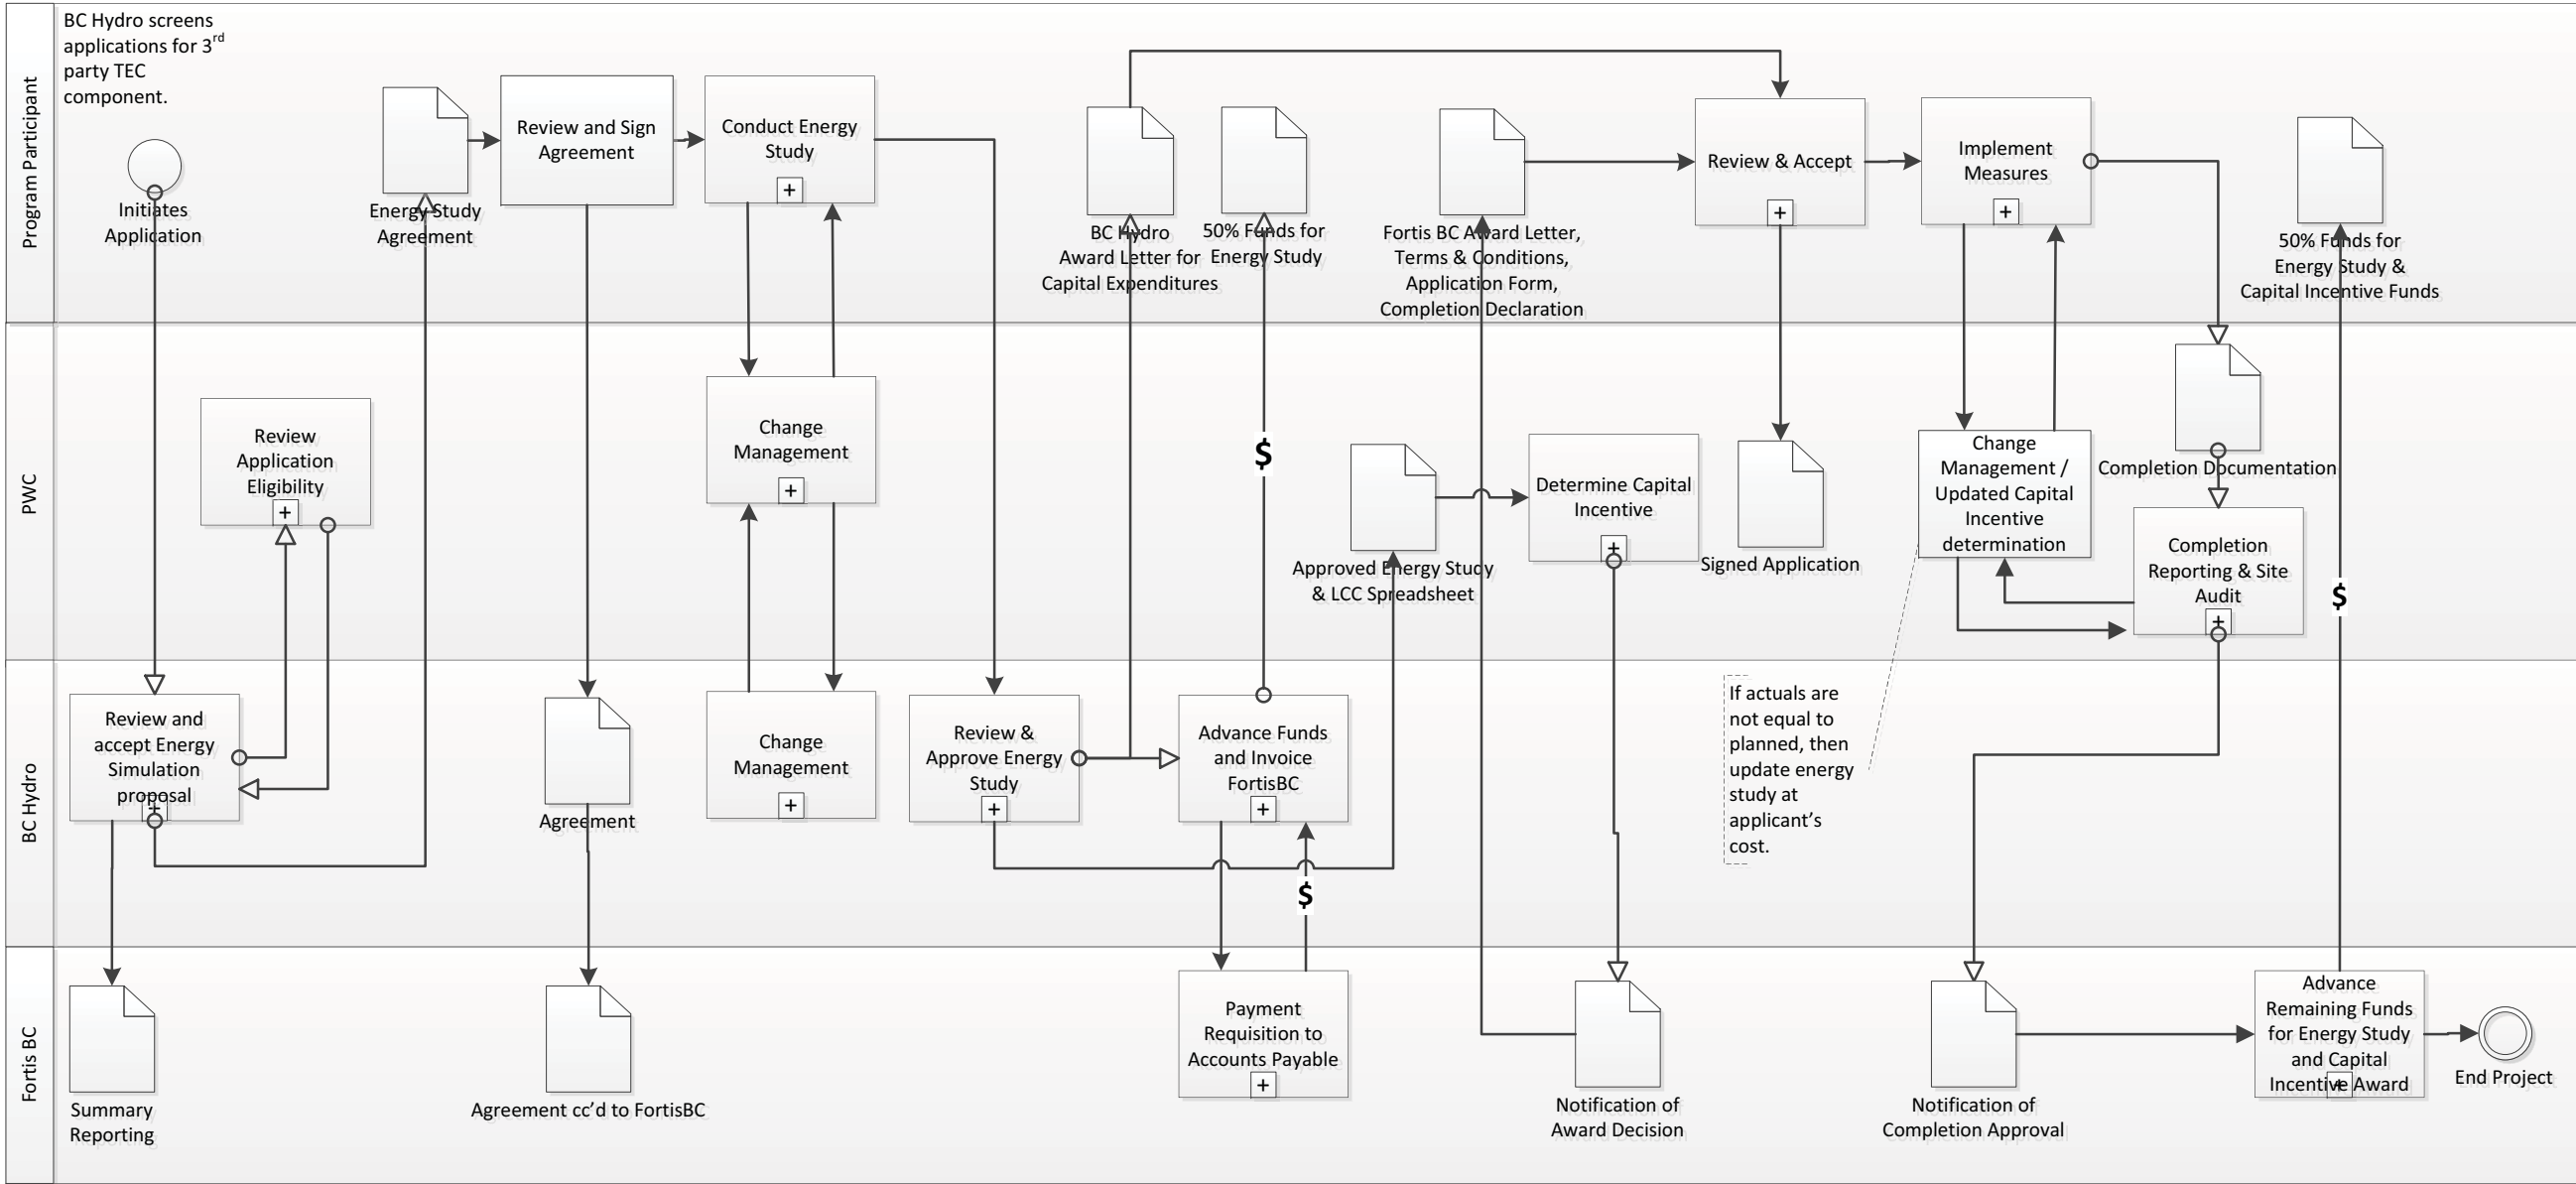 Program Participant
BC Hydro screens
applications for 3rd
party TEC
component.
Initiates
Application
Energy Study
Agreement
Review and Sign
Agreement
Conduct Energy
Study
+
BC Hydro
Award Letter for
Capital Expenditures
50% Funds for
Energy Study
Fortis BC Award Letter,
Terms & Conditions,
Application Form,
Completion Declaration
Review & Accept
+
Implement
Measures
+
50% Funds for
Energy Study &
Capital Incentive Funds
PWC
Review
Application
Eligibility
+
Change
Management
+
$
Approved Energy Study
& LCC Spreadsheet
Determine Capital
Incentive
+
Signed Application
Change
Management /
Updated Capital
Incentive
determination
Completion Documentation
Completion
Reporting & Site
Audit
+
$
BC Hydro
Review and
accept Energy
Simulation
proposal
+
Agreement
Change
Management
+
Review &
Approve Energy
Study
+
Advance Funds
and Invoice
FortisBC
+
$
If actuals are
not equal to
planned, then
update energy
study at
applicant’s
cost.
Fortis BC
Summary
Reporting
Agreement cc’d to FortisBC
Payment
Requisition to
Accounts Payable
+
Notification of
Award Decision
Notification of
Completion Approval
Advance
Remaining Funds
for Energy Study
and Capital
Incentive Award
+
End Project